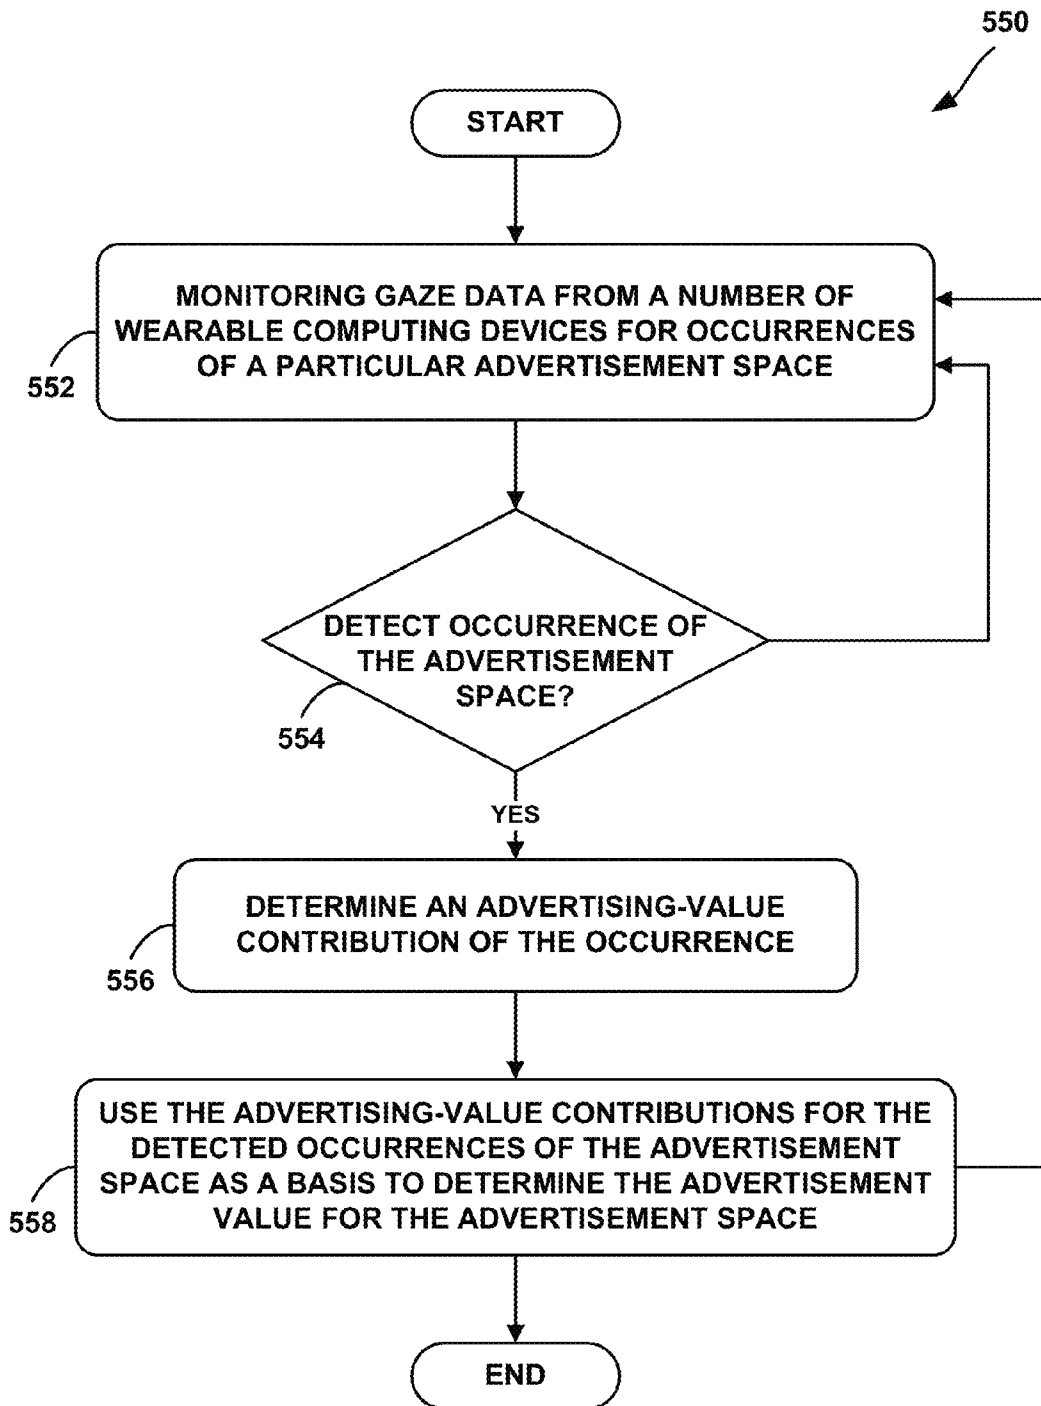 550
START
MONITORING GAZE DATA FROM A NUMBER OF
WEARABLE COMPUTING DEVICES FOR OCCURRENCES
OF A PARTICULAR ADVERTISEMENT SPACE
552
DETECT OCCURRENCE OF
THE ADVERTISEMENT
SPACE?
554
YES
DETERMINE AN ADVERTISING-VALUE
CONTRIBUTION OF THE OCCURRENCE
556
USE THE ADVERTISING-VALUE CONTRIBUTIONS FOR THE
DETECTED OCCURRENCES OF THE ADVERTISEMENT
SPACE AS A BASIS TO DETERMINE THE ADVERTISEMENT
VALUE FOR THE ADVERTISEMENT SPACE
558
END